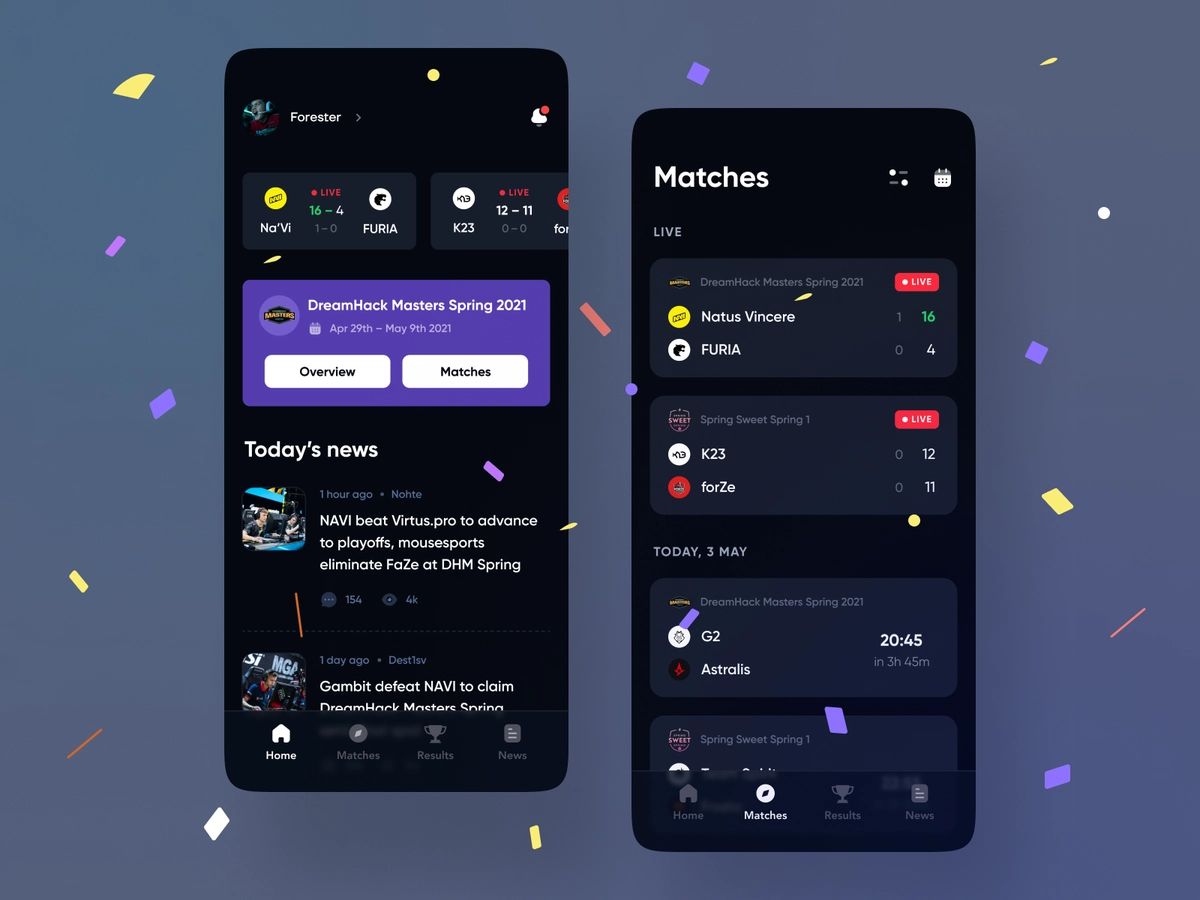 Forester
LIVE
16 – 4
Na’Vi
1 – 0
FURIA
LIVE
12 – 11
K23
0 – 0
for
DreamHack Masters Spring 2021
MASTERS
Apr 29th – May 9th 2021
Overview
Matches
Today’s news
1 hour ago • Nohte
NAVI beat Virtus.pro to advance
to playoffs, mousesports
eliminate FaZe at DHM Spring
154
4k
1 day ago • Dest1sv
Gambit defeat NAVI to claim
DreamHack Masters Spring
Home
Matches
Results
News
Matches
LIVE
DreamHack Masters Spring 2021
LIVE
Natus Vincere
1 16
FURIA
0 4
Spring Sweet Spring 1
LIVE
SWEET
K23
0 12
forZe
0 11
TODAY, 3 MAY
DreamHack Masters Spring 2021
G2
20:45
Astralis
in 3h 45m
Spring Sweet Spring 1
SWEET
Home
Matches
Results
News